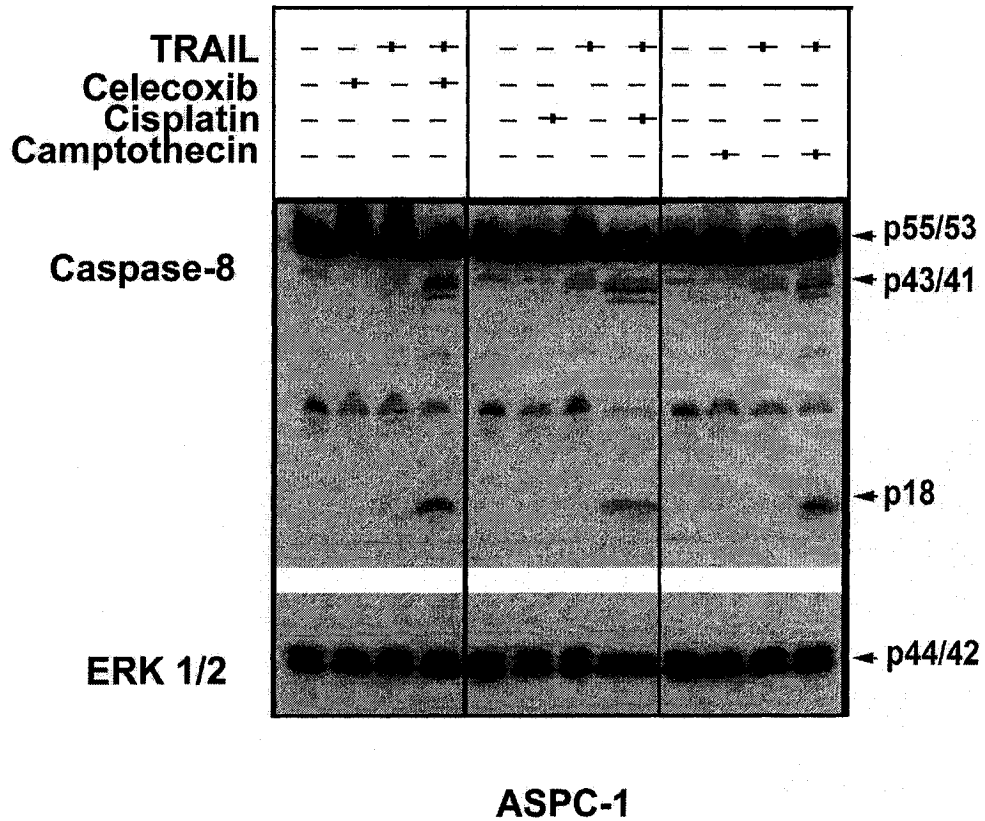 TRAIL – – + + – – + + – – + +
Celecoxib – + – + – – – – – – – –
Cisplatin – – – – – + – + – – – –
Camptothecin – – – – – – – – – + – +
p55/53
Caspase-8
p43/41
p18
ERK 1/2
p44/42
ASPC-1